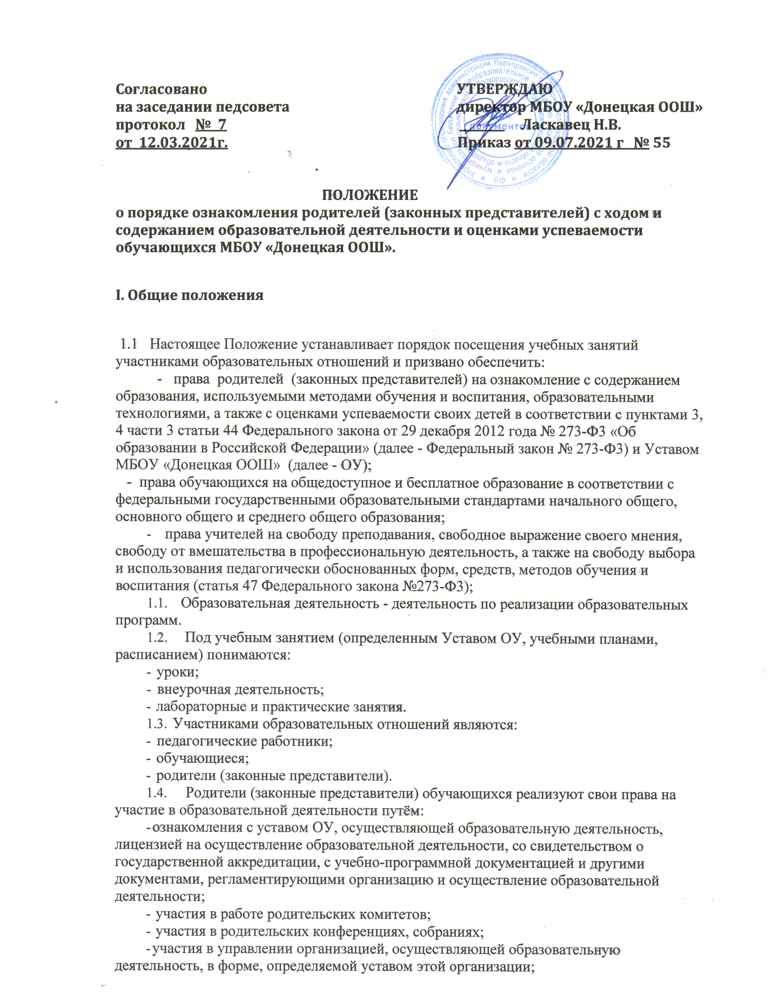 Согласовано
на заседании педсовета
протокол № 7
от 12.03.2021г.
УТВЕРЖДАЮ
директор МБОУ «Донецкая ООШ»
Ласкавец Н.В.
Приказ от 09.07.2021 г № 55
для
документов
ПОЛОЖЕНИЕ
о порядке ознакомления родителей (законных представителей) с ходом и
содержанием образовательной деятельности и оценками успеваемости
обучающихся МБОУ «Донецкая ООШ».
I. Общие положения
1.1 Настоящее Положение устанавливает порядок посещения учебных занятий
участниками образовательных отношений и призвано обеспечить:
- права родителей (законных представителей) на ознакомление с содержанием
образования, используемыми методами обучения и воспитания, образовательными
технологиями, а также с оценками успеваемости своих детей в соответствии с пунктами 3,
4 части 3 статьи 44 Федерального закона от 29 декабря 2012 года № 273-ФЗ «Об
образовании в Российской Федерации» (далее - Федеральный закон № 273-ФЗ) и Уставом
МБОУ «Донецкая ООШ» (далее - ОУ);
- права обучающихся на общедоступное и бесплатное образование в соответствии с
федеральными государственными образовательными стандартами начального общего,
основного общего и среднего общего образования;
- права учителей на свободу преподавания, свободное выражение своего мнения,
свободу от вмешательства в профессиональную деятельность, а также на свободу выбора
и использования педагогически обоснованных форм, средств, методов обучения и
воспитания (статья 47 Федерального закона №273-ФЗ);
1.1. Образовательная деятельность - деятельность по реализации образовательных
программ.
1.2. Под учебным занятием (определенным Уставом ОУ, учебными планами,
расписанием) понимаются:
- уроки;
- внеурочная деятельность;
- лабораторные и практические занятия.
1.3. Участниками образовательных отношений являются:
- педагогические работники;
- обучающиеся;
- родители (законные представители).
1.4. Родители (законные представители) обучающихся реализуют свои права на
участие в образовательной деятельности путём:
-ознакомления с уставом ОУ, осуществляющей образовательную деятельность,
лицензией на осуществление образовательной деятельности, со свидетельством о
государственной аккредитации, с учебно-программной документацией и другими
документами, регламентирующими организацию и осуществление образовательной
деятельности;
- участия в работе родительских комитетов;
- участия в родительских конференциях, собраниях;
-участия в управлении организацией, осуществляющей образовательную
деятельность, в форме, определяемой уставом этой организации;